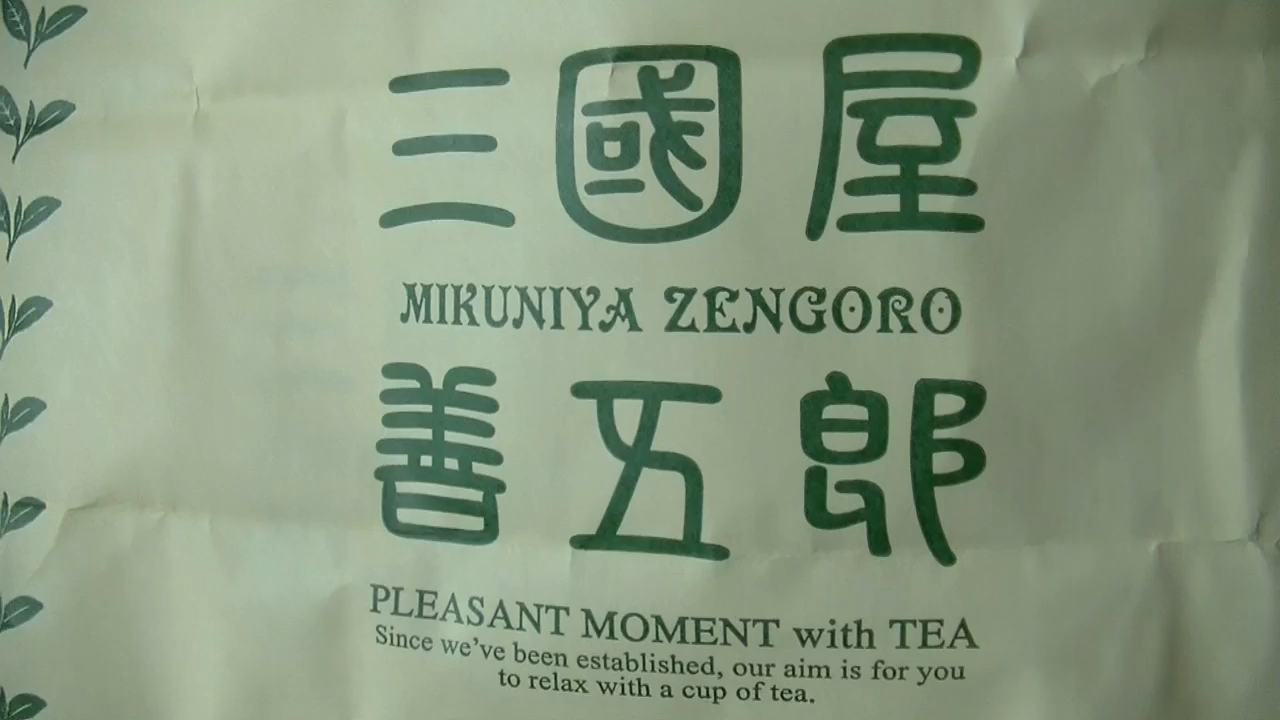 三國屋
MIKUNIYA ZENGORO
善五郎
PLEASANT MOMENT with TEA
Since we've been established, our aim is for you
to relax with a cup of tea.